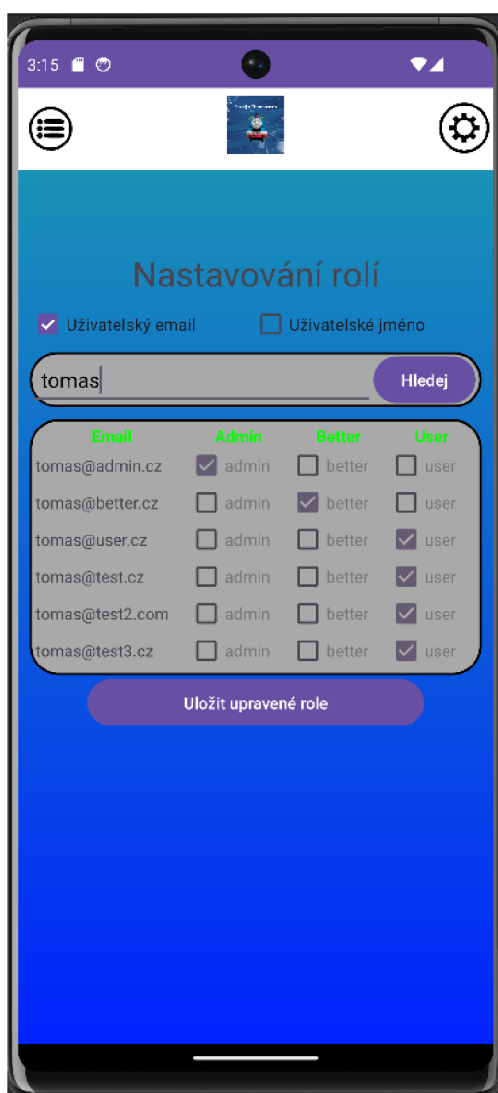 3:15
Nastavování rolí
Uživatelský email Uživatelské jméno
tomas Hledej
Email Admin Better User
tomas@admin.cz admin better user
tomas@better.cz admin better user
tomas@user.cz admin better user
tomas@test.cz admin better user
tomas@test2.com admin better user
tomas@test3.cz admin better user
Uložit upravené role